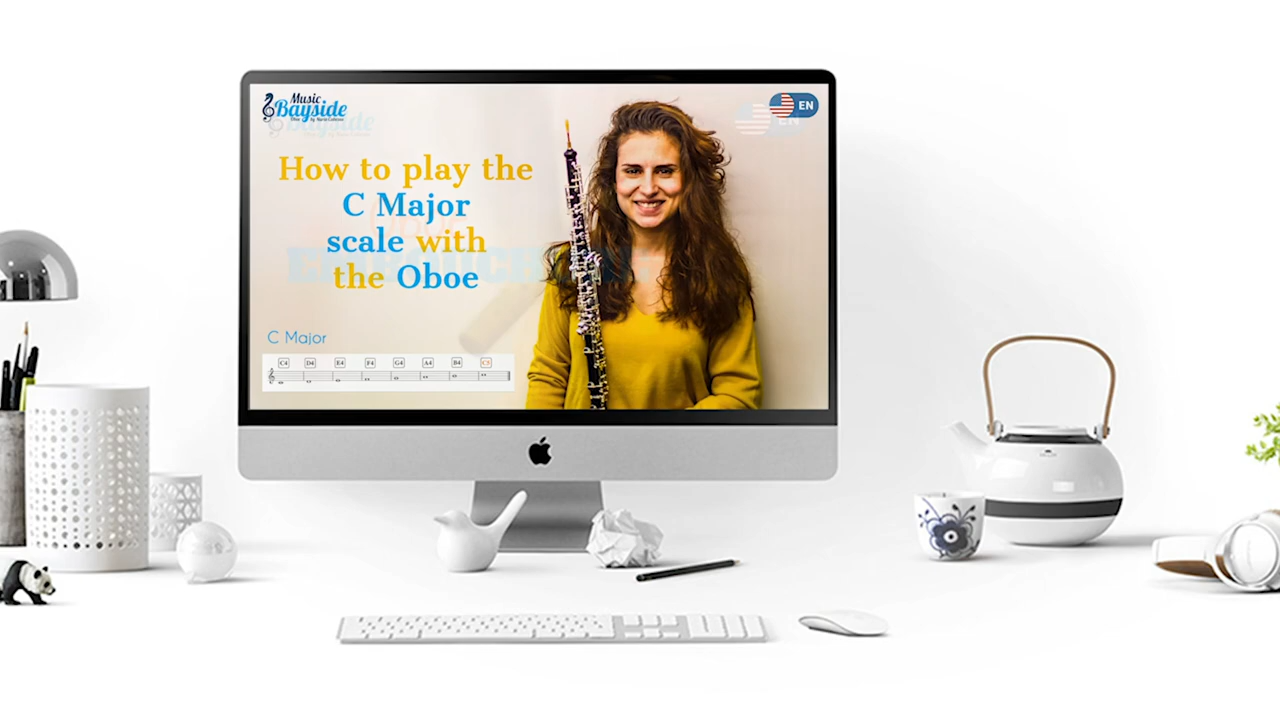 Music
Bayside
EN
How to play the
C Major
scale with
the Oboe
C Major
C4 D4 E4 F4 G4 A4 B4 C5